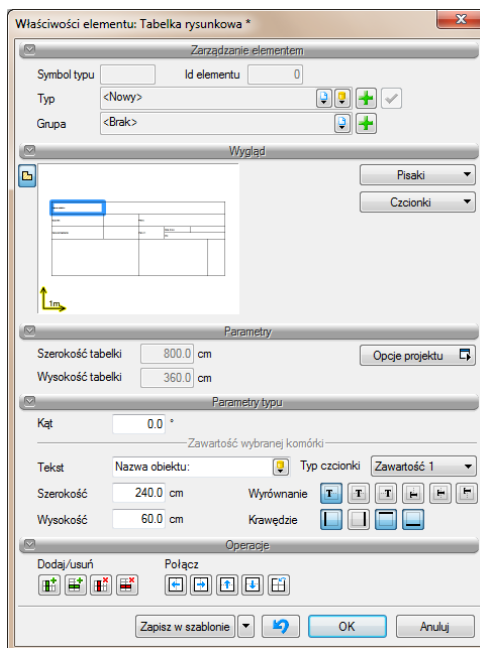 Właściwości elementu: Tabelka rysunkowa *
Zarządzanie elementem
Symbol typu Id elementu 0
Typ <Nowy>
Grupa <Brak>
Wygląd
Pisaki
Czcionki
1m
Parametry
Szerokość tabelki 800.0 cm Opcje projektu
Wysokość tabelki 360.0 cm
Parametry typu
Kąt 0.0 °
Zawartość wybranej komórki
Tekst Nazwa obiektu: Typ czcionki Zawartość 1
Szerokość 240.0 cm Wyrównanie T T T T T T
Wysokość 60.0 cm Krawędzie
Operacje
Dodaj/usuń Połącz
Zapisz w szablonie OK Anuluj